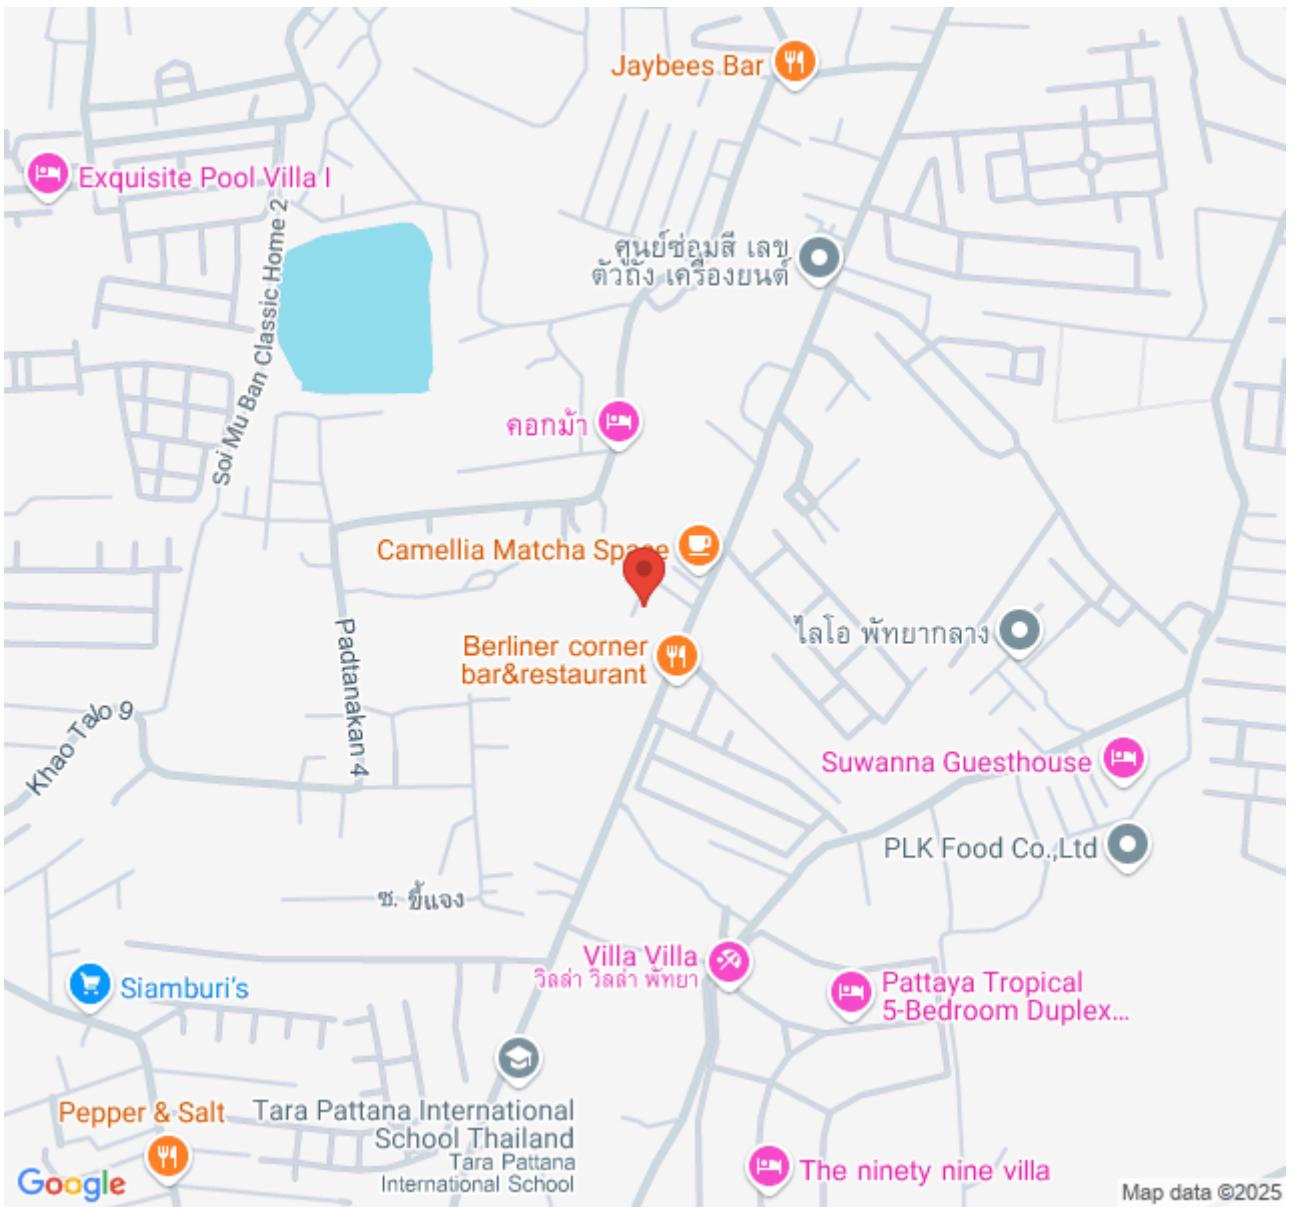 Jaybees Bar
Exquisite Pool Villa I
Soi Mu Ban Classic Home 2
ศูนย์ซ่อมสี เลข
ตัวถัง เครื่องยนต์
คอกม้า
Camellia Matcha Space
Berliner corner
bar&restaurant
ไลโอ พัทยากลาง
Padtanakan 4
Khao Talo 9
Suwanna Guesthouse
PLK Food Co.,Ltd
ซ. ขี้แจง
Villa Villa
วิลล่า วิลล่า พัทยา
Siamburi's
Pattaya Tropical
5-Bedroom Duplex...
Pepper & Salt
Tara Pattana International
School Thailand
Tara Pattana
International School
The ninety nine villa
Google
Map data ©2025